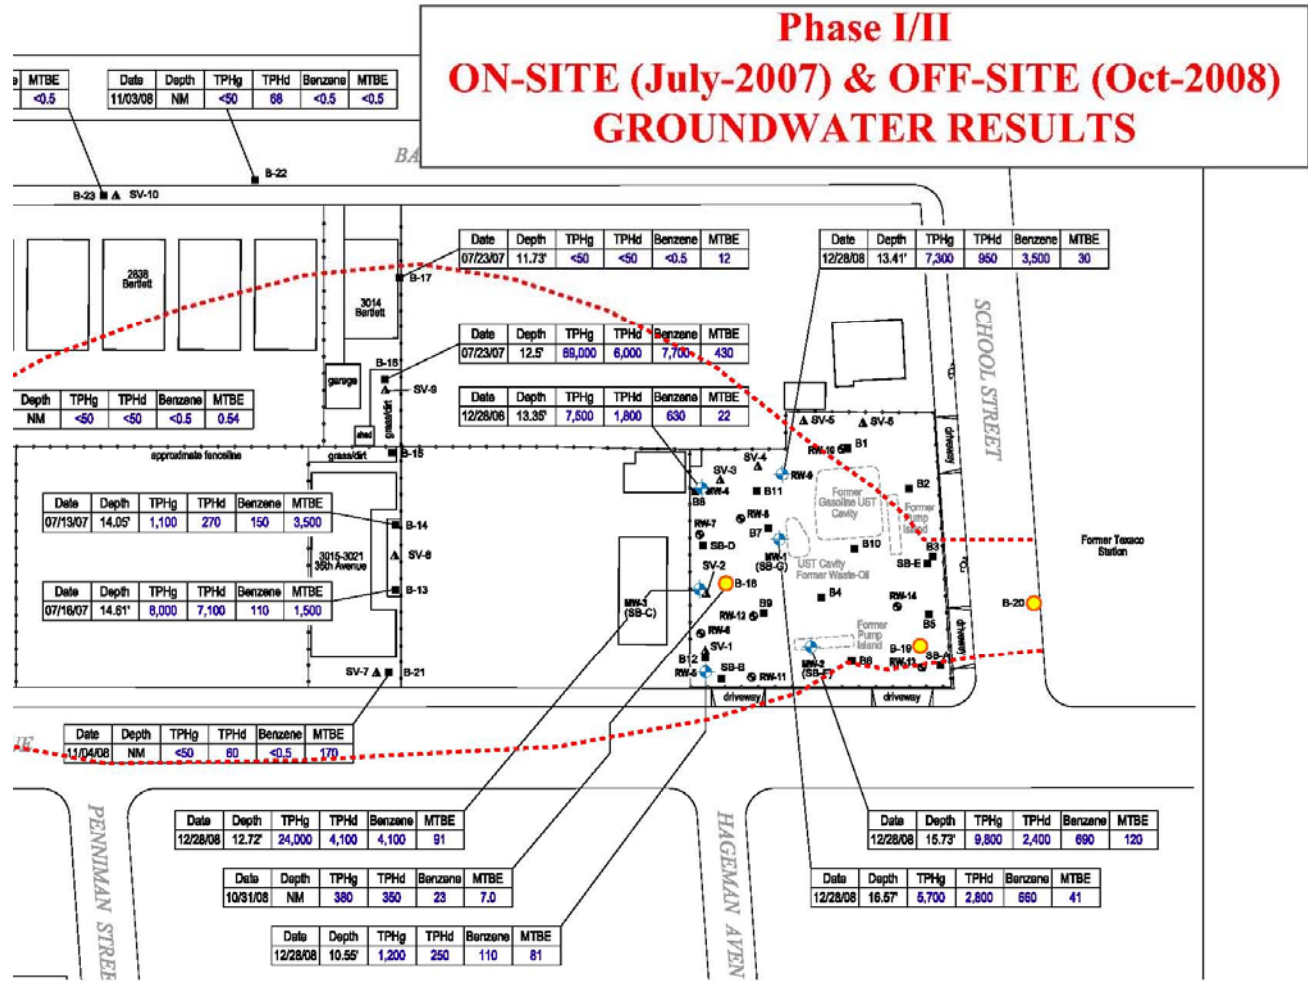 Phase I/II
ON-SITE (July-2007) & OFF-SITE (Oct-2008)
GROUNDWATER RESULTS
MTBE
<0.5
Date Depth TPHg TPHd Benzene MTBE
11/03/08 NM <50 68 <0.5 <0.5
BA
B-22
B-23 SV-10
Date Depth TPHg TPHd Benzene MTBE
07/23/07 11.73' <50 <50 <0.5 12
Date Depth TPHg TPHd Benzene MTBE
12/28/08 13.41' 7,300 950 3,500 30
2838
Bartlett
B-17
3014
Bartlett
SCHOOL STREET
Date Depth TPHg TPHd Benzene MTBE
07/23/07 12.5' 69,000 6,000 7,700 430
B-16
garage
SV-9
grass/dirt
shed
Date Depth TPHg TPHd Benzene MTBE
12/28/08 13.35' 7,500 1,800 630 22
Depth TPHg TPHd Benzene MTBE
NM <50 <50 <0.5 0.54
approximate fenceline
grass/dirt
B-15
SV-5
SV-6
RW-10
B1
driveway
SV-4
SV-3
RW-9
B8
MW-4
B11
B2
Former
Gasoline UST
Cavity
Former
Pump
Island
Date Depth TPHg TPHd Benzene MTBE
07/13/07 14.05' 1,100 270 150 3,500
B-14
RW-8
RW-7
B7
SB-D
MW-1
(SB-G)
B10
B3
SB-E
Former Texaco
Station
3015-3021
35th Avenue
SV-8
SV-2
UST Cavity
Former Waste-Oil
Date Depth TPHg TPHd Benzene MTBE
07/16/07 14.61' 8,000 7,100 110 1,500
B-13
B-18
MW-3
(SB-C)
B4
RW-14
B-20
RW-12
B9
B5
RW-6
Former
Pump
Island
SV-1
B12
B-19
SB-A
SV-7
B-21
RW-5
SB-B
RW-11
MW-2
(SB-F)
B6
RW-13
driveway
driveway
Date Depth TPHg TPHd Benzene MTBE
11/04/08 NM <50 60 <0.5 170
PENNIMAN STREE
HAGEMAN AVEN
Date Depth TPHg TPHd Benzene MTBE
12/28/08 12.72' 24,000 4,100 4,100 91
Date Depth TPHg TPHd Benzene MTBE
12/28/08 15.73' 9,800 2,400 690 120
Date Depth TPHg TPHd Benzene MTBE
10/31/08 NM 380 350 23 7.0
Date Depth TPHg TPHd Benzene MTBE
12/28/08 16.57' 5,700 2,800 660 41
Date Depth TPHg TPHd Benzene MTBE
12/28/08 10.55' 1,200 250 110 81